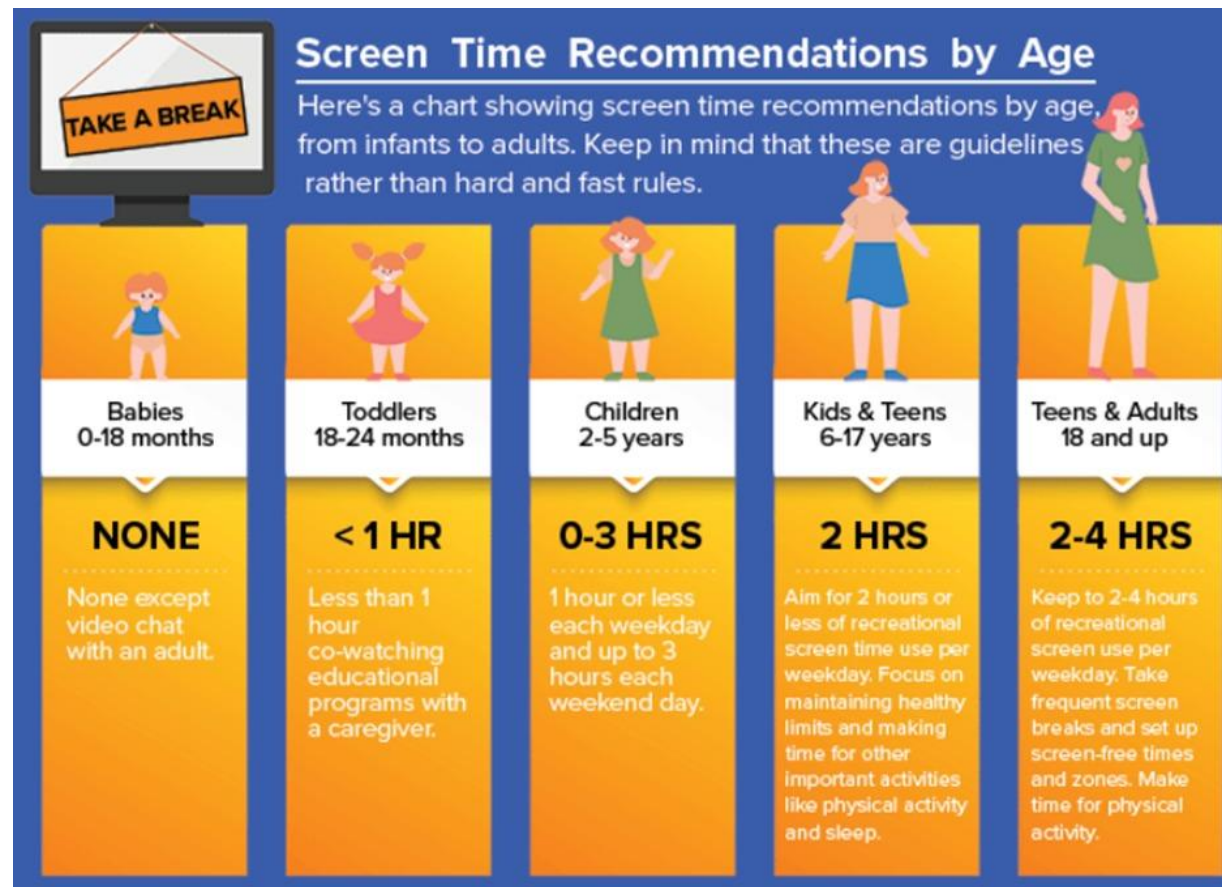 TAKE A BREAK
Screen Time Recommendations by Age
Here's a chart showing screen time recommendations by age,
from infants to adults. Keep in mind that these are guidelines
rather than hard and fast rules.
Babies
0-18 months
NONE
None except
video chat
with an adult.
Toddlers
18-24 months
< 1 HR
Less than 1
hour
co-watching
educational
programs with
a caregiver.
Children
2-5 years
0-3 HRS
1 hour or less
each weekday
and up to 3
hours each
weekend day.
Kids & Teens
6-17 years
2 HRS
Aim for 2 hours or
less of recreational
screen time use per
weekday. Focus on
maintaining healthy
limits and making
time for other
important activities
like physical activity
and sleep.
Teens & Adults
18 and up
2-4 HRS
Keep to 2-4 hours
of recreational
screen use per
weekday. Take
frequent screen
breaks and set up
screen-free times
and zones. Make
time for physical
activity.